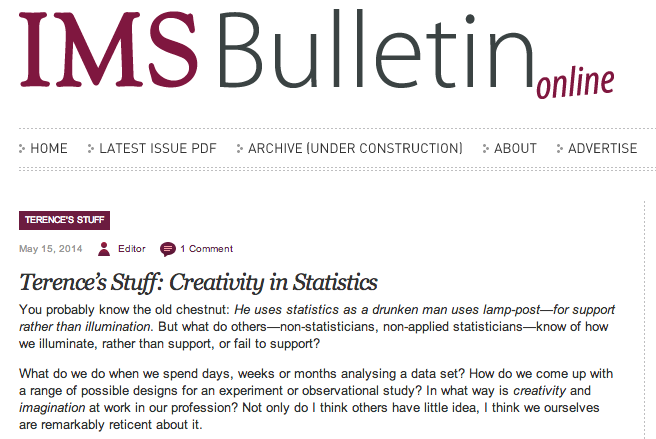 IMS Bulletin online
HOME LATEST ISSUE PDF ARCHIVE (UNDER CONSTRUCTION) ABOUT ADVERTISE
TERENCE'S STUFF
May 15, 2014 Editor 1 Comment
Terence's Stuff: Creativity in Statistics
You probably know the old chestnut: He uses statistics as a drunken man uses lamp-post—for support
rather than illumination. But what do others—non-statisticians, non-applied statisticians—know of how
we illuminate, rather than support, or fail to support?
What do we do when we spend days, weeks or months analysing a data set? How do we come up with
a range of possible designs for an experiment or observational study? In what way is creativity and
imagination at work in our profession? Not only do I think others have little idea, I think we ourselves
are remarkably reticent about it.